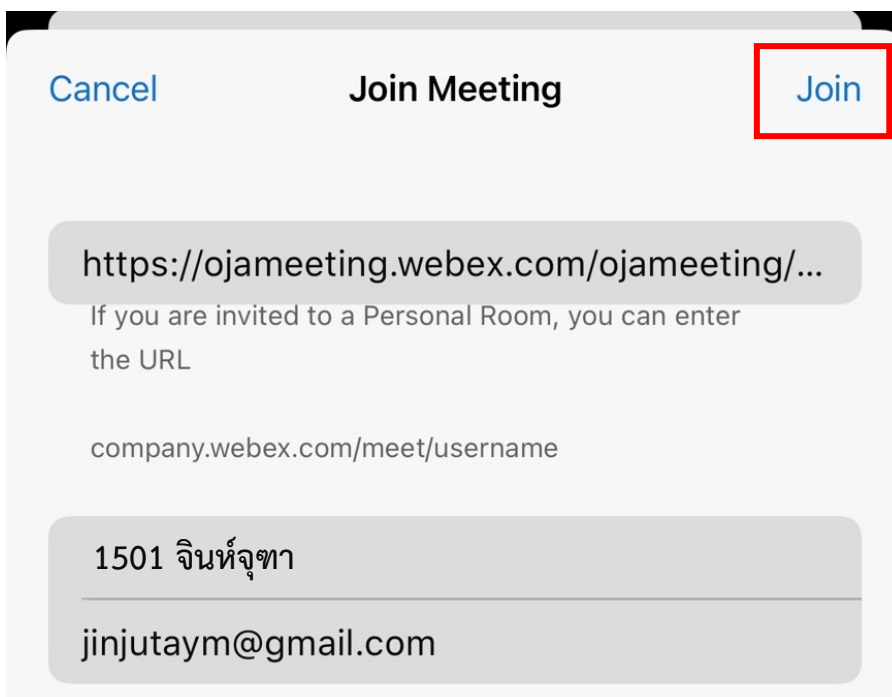 Cancel Join Meeting Join
https://ojameeting.webex.com/ojameeting/...
If you are invited to a Personal Room, you can enter
the URL
company.webex.com/meet/username
1501 จินห์จุฑา
jinjutaym@gmail.com